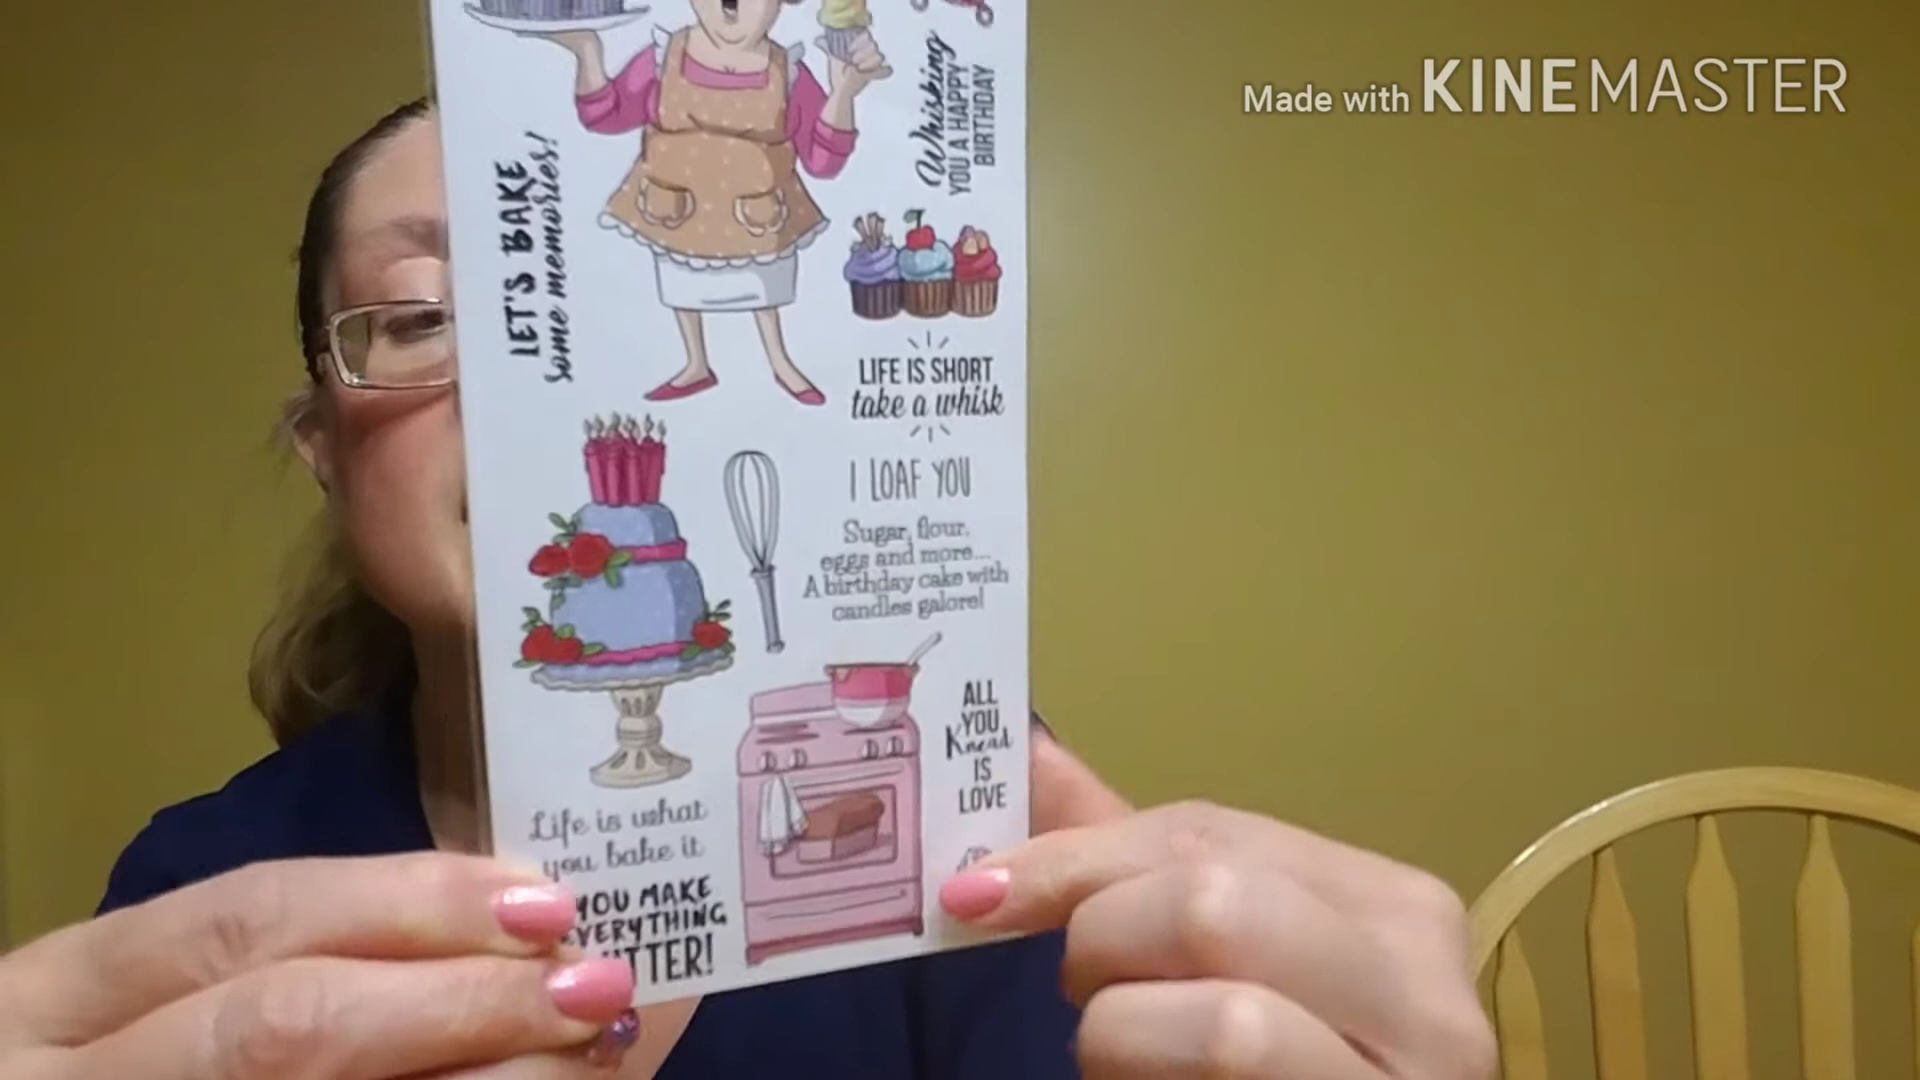 Made with KINEMASTER
Whisking
YOU A HAPPY
BIRTHDAY
LET'S BAKE
some memories!
LIFE IS SHORT
take a whisk
I LOAF YOU
Sugar, flour,
eggs and more...
A birthday cake with
candles galore!
ALL
YOU
Knead
IS
LOVE
Life is what
you bake it
YOU MAKE
EVERYTHING